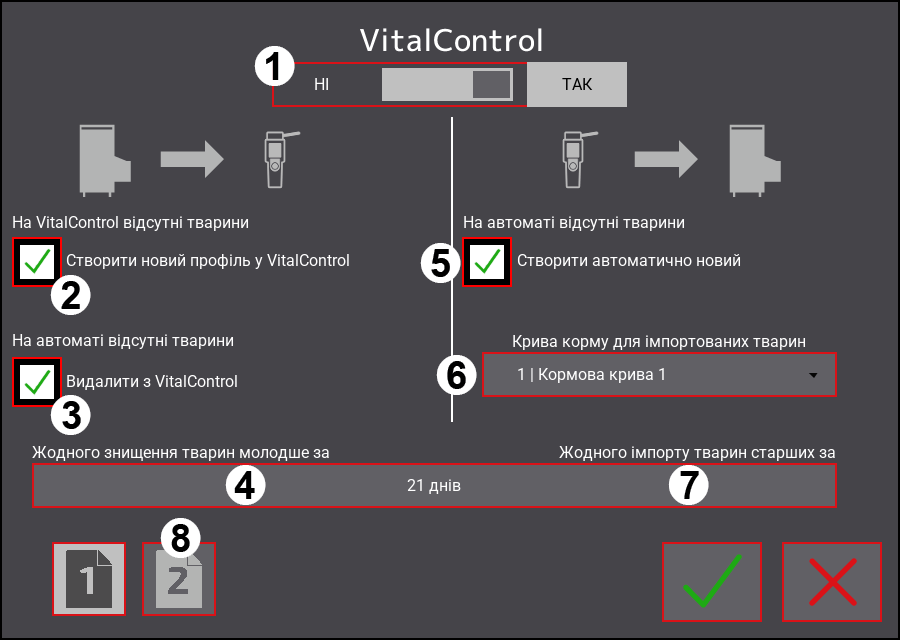 VitalControl
1
НІ
ТАК
На VitalControl відсутні тварини
Створити новий профіль у VitalControl
2
На автоматі відсутні тварини
Видалити з VitalControl
3
На автоматі відсутні тварини
5
Створити автоматично новий
Крива корму для імпортованих тварин
6
1 | Кормова крива 1
Жодного знищення тварин молодше за
Жодного імпорту тварин старших за
4
21 днів
7
8
1
2